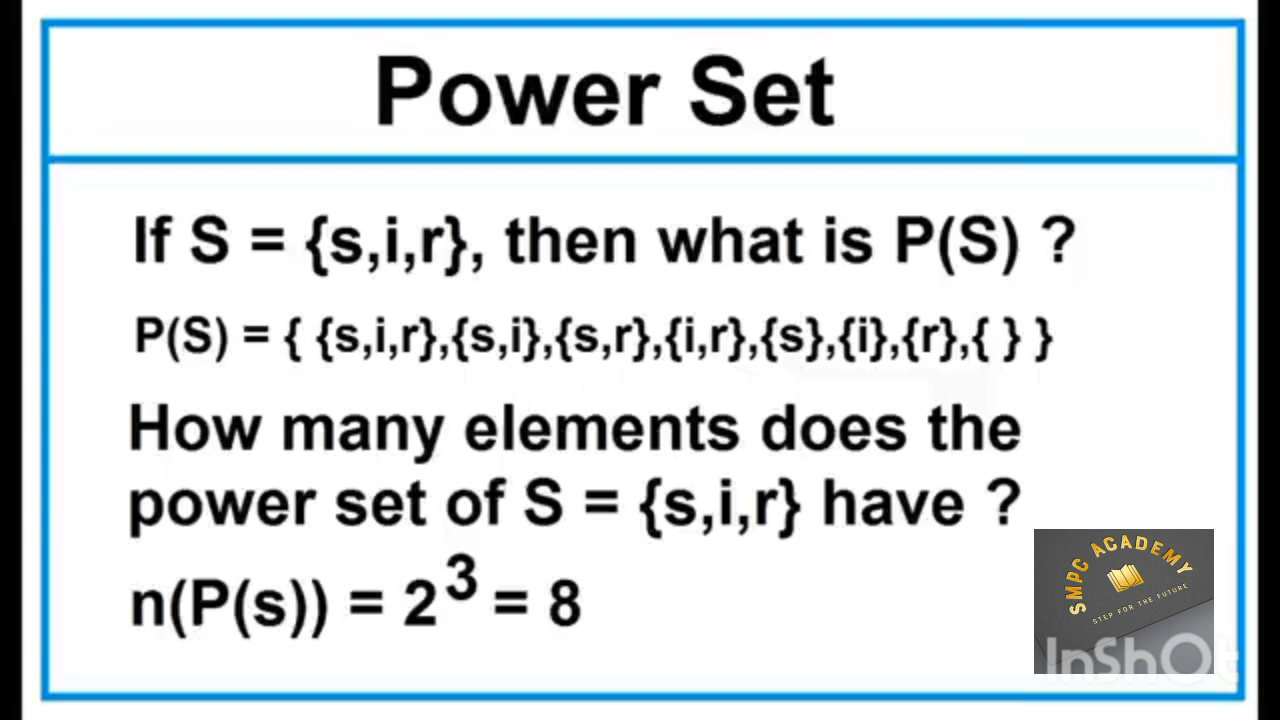 Power Set
If S = {s,i,r}, then what is P(S) ?
P(S) = { {s,i,r},{s,i},{s,r},{i,r},{s},{i},{r},{ } }
How many elements does the
power set of S = {s,i,r} have ?
n(P(s)) = 2³ = 8
SMPC ACADEMY
STEP FOR THE FUTURE
InShOt